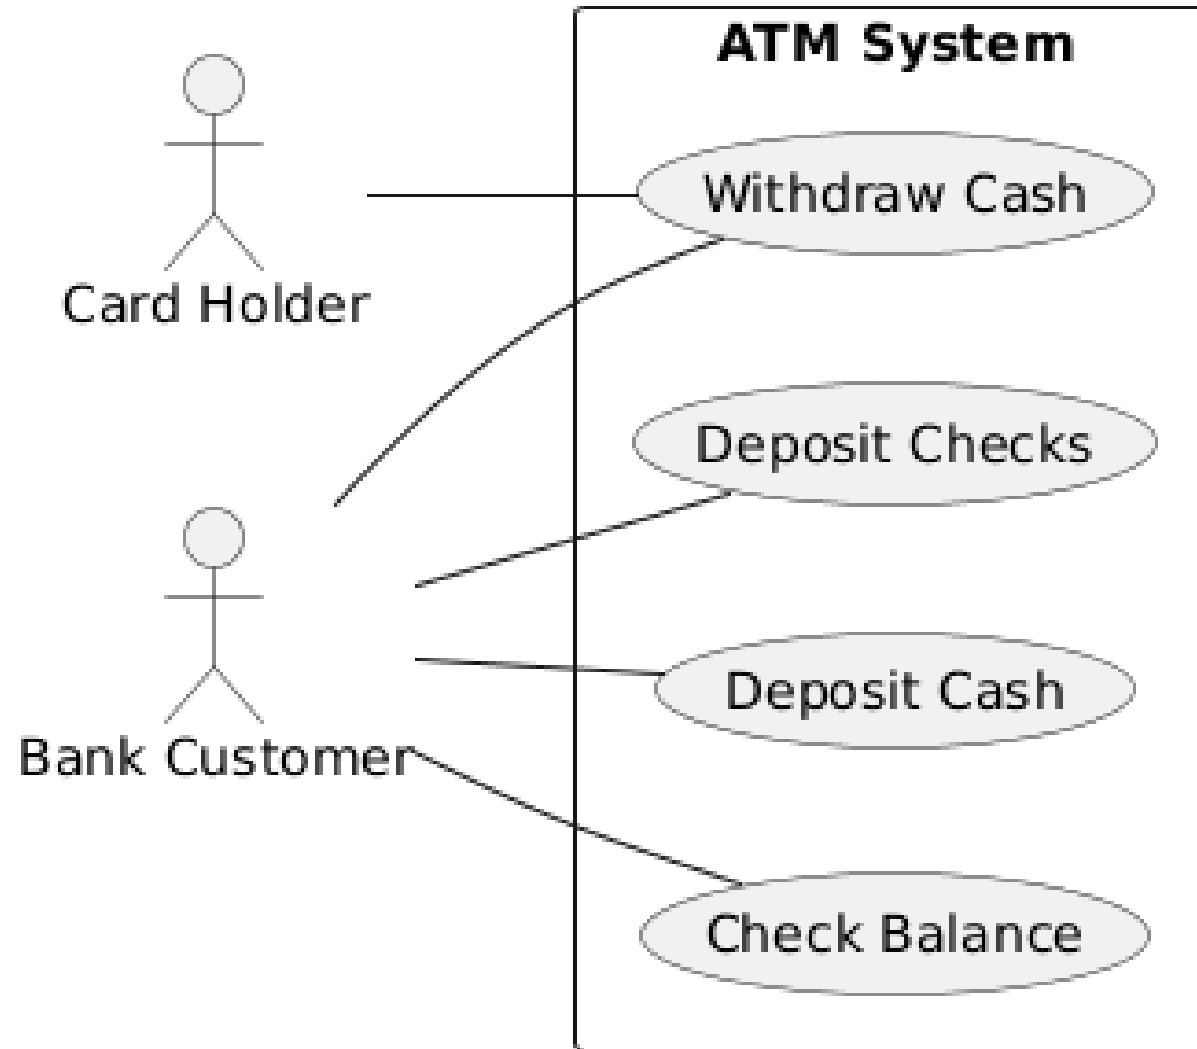 ATM System
Withdraw Cash
Card Holder
Deposit Checks
Deposit Cash
Bank Customer
Check Balance